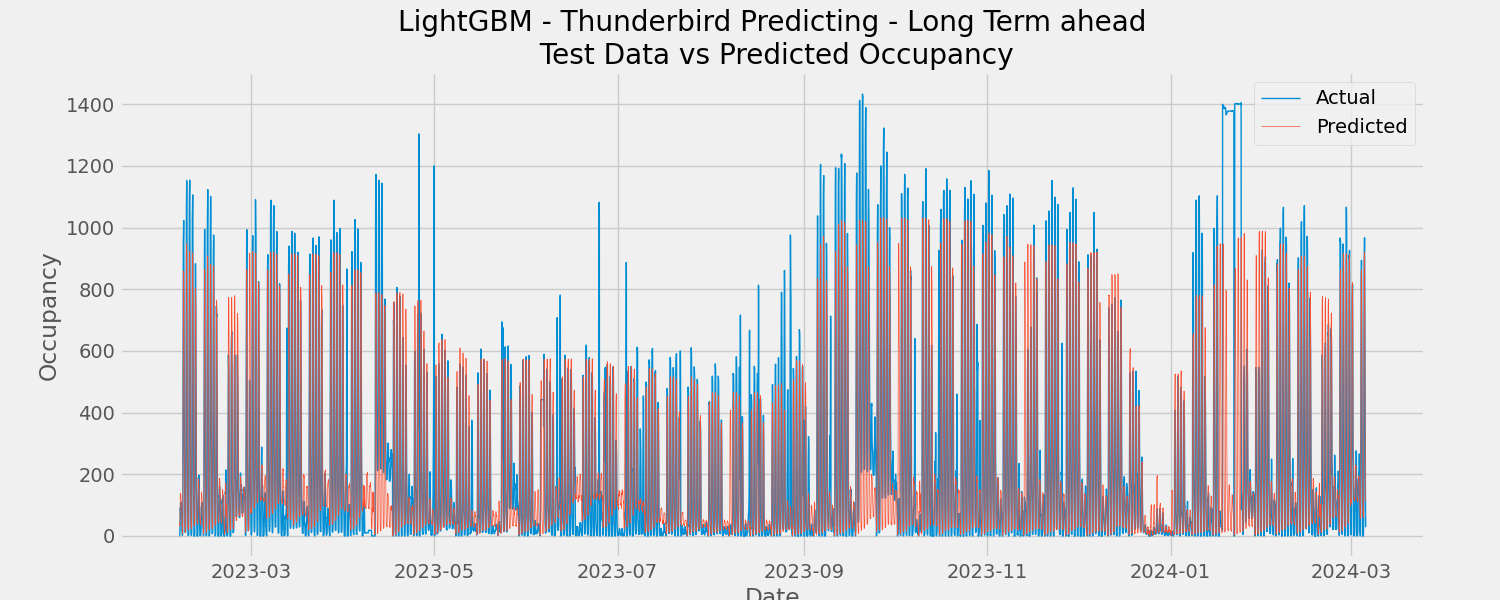 LightGBM - Thunderbird Predicting - Long Term ahead
Test Data vs Predicted Occupancy
Actual
Predicted
Occupancy
1400
1200
1000
800
600
400
200
0
2023-03
2023-05
2023-07
2023-09
2023-11
2024-01
2024-03
Date